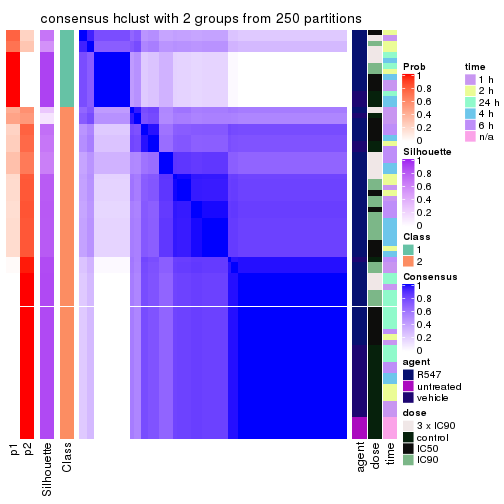 consensus hclust with 2 groups from 250 partitions
Prob
1
0.8
0.6
0.4
0.2
0
time
1 h
2 h
24 h
4 h
6 h
n/a
Silhouette
1
0.8
0.6
0.4
0.2
0
Class
1
2
Consensus
1
0.8
0.6
0.4
0.2
0
agent
R547
untreated
vehicle
dose
3 x IC90
control
IC50
IC90
p1
p2
Silhouette
Class
agent
dose
time